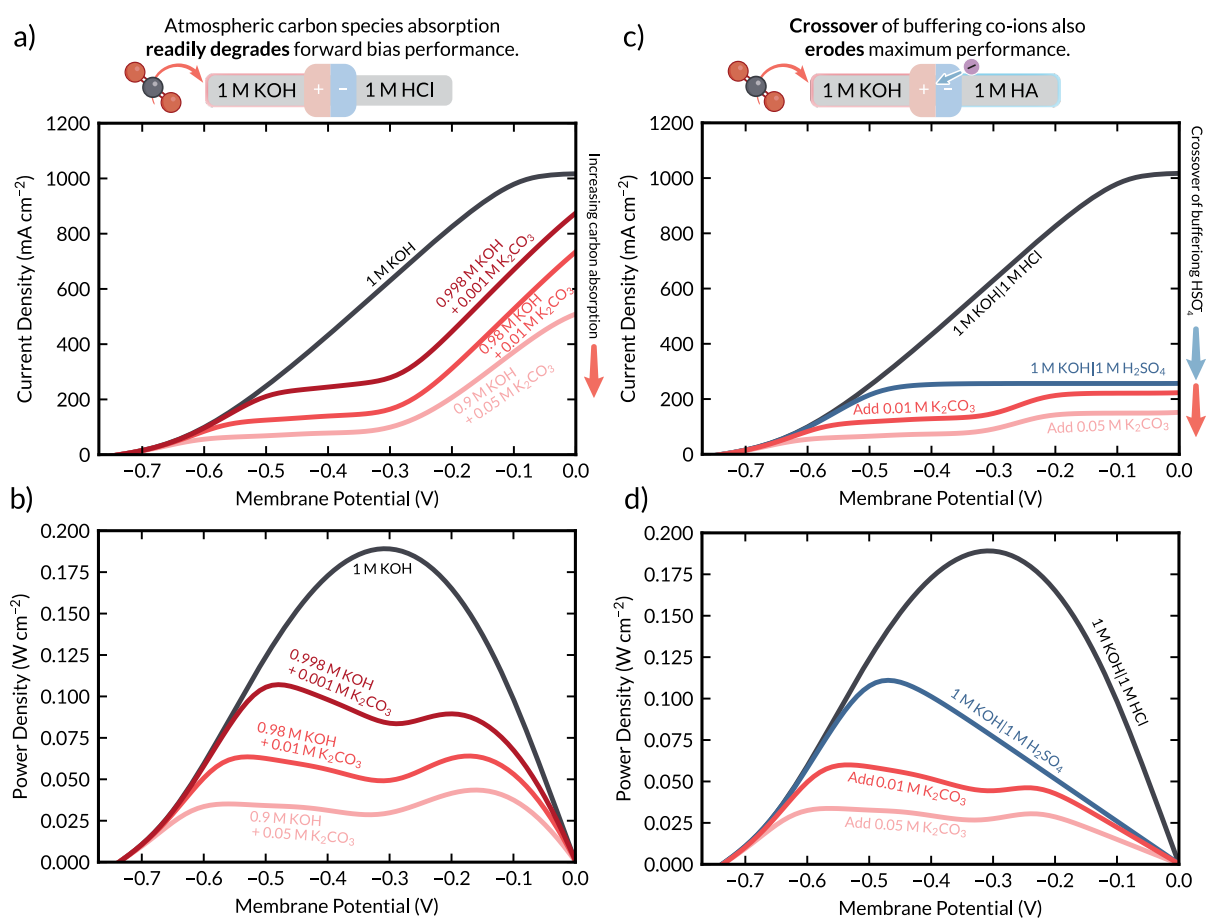 a)
Atmospheric carbon species absorption
readily degrades forward bias performance.
1 M KOH
+
−
1 M HCl
1200
1000
800
600
400
200
0
Current Density (mA cm⁻²)
1 M KOH
0.998 M KOH
+ 0.001 M K₂CO₃
0.98 M KOH
+ 0.01 M K₂CO₃
0.9 M KOH
+ 0.05 M K₂CO₃
Increasing carbon absorption
−0.7 −0.6 −0.5 −0.4 −0.3 −0.2 −0.1 0.0
Membrane Potential (V)
c)
Crossover of buffering co-ions also
erodes maximum performance.
1 M KOH
+
−
−
1 M HA
1200
1000
800
600
400
200
0
Current Density (mA cm⁻²)
1 M KOH|1 M HCl
1 M KOH|1 M H₂SO₄
Add 0.01 M K₂CO₃
Add 0.05 M K₂CO₃
Crossover of bufferiong HSO₄⁻
−0.7 −0.6 −0.5 −0.4 −0.3 −0.2 −0.1 0.0
Membrane Potential (V)
b)
0.200
0.175
0.150
0.125
0.100
0.075
0.050
0.025
0.000
Power Density (W cm⁻²)
1 M KOH
0.998 M KOH
+ 0.001 M K₂CO₃
0.98 M KOH
+ 0.01 M K₂CO₃
0.9 M KOH
+ 0.05 M K₂CO₃
−0.7 −0.6 −0.5 −0.4 −0.3 −0.2 −0.1 0.0
Membrane Potential (V)
d)
0.200
0.175
0.150
0.125
0.100
0.075
0.050
0.025
0.000
Power Density (W cm⁻²)
1 M KOH|1 M HCl
1 M KOH|1 M H₂SO₄
Add 0.01 M K₂CO₃
Add 0.05 M K₂CO₃
−0.7 −0.6 −0.5 −0.4 −0.3 −0.2 −0.1 0.0
Membrane Potential (V)